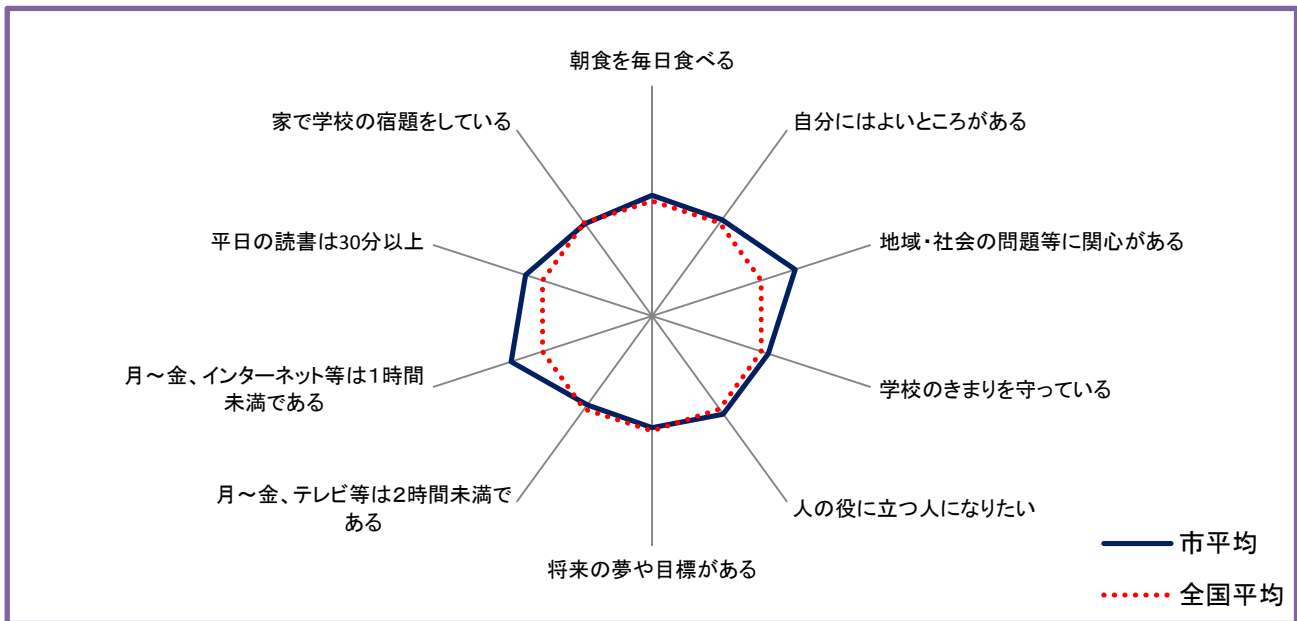 朝食を毎日食べる
自分にはよいところがある
地域・社会の問題等に関心がある
学校のきまりを守っている
人の役に立つ人になりたい
将来の夢や目標がある
月～金、テレビ等は２時間未満で
ある
月～金、インターネット等は１時間
未満である
平日の読書は30分以上
家で学校の宿題をしている
市平均
全国平均